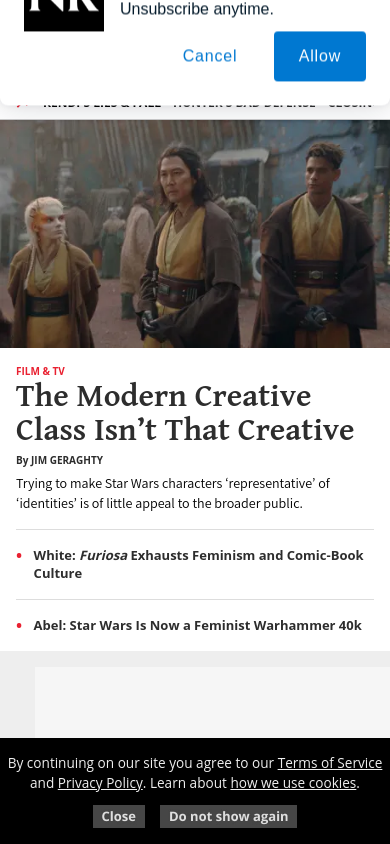 NR
Unsubscribe anytime.
Cancel
Allow
FILM & TV
The Modern Creative
Class Isn’t That Creative
By JIM GERAGHTY
Trying to make Star Wars characters ‘representative’ of
‘identities’ is of little appeal to the broader public.
White: Furiosa Exhausts Feminism and Comic-Book
Culture
Abel: Star Wars Is Now a Feminist Warhammer 40k
By continuing on our site you agree to our Terms of Service
and Privacy Policy. Learn about how we use cookies.
Close
Do not show again